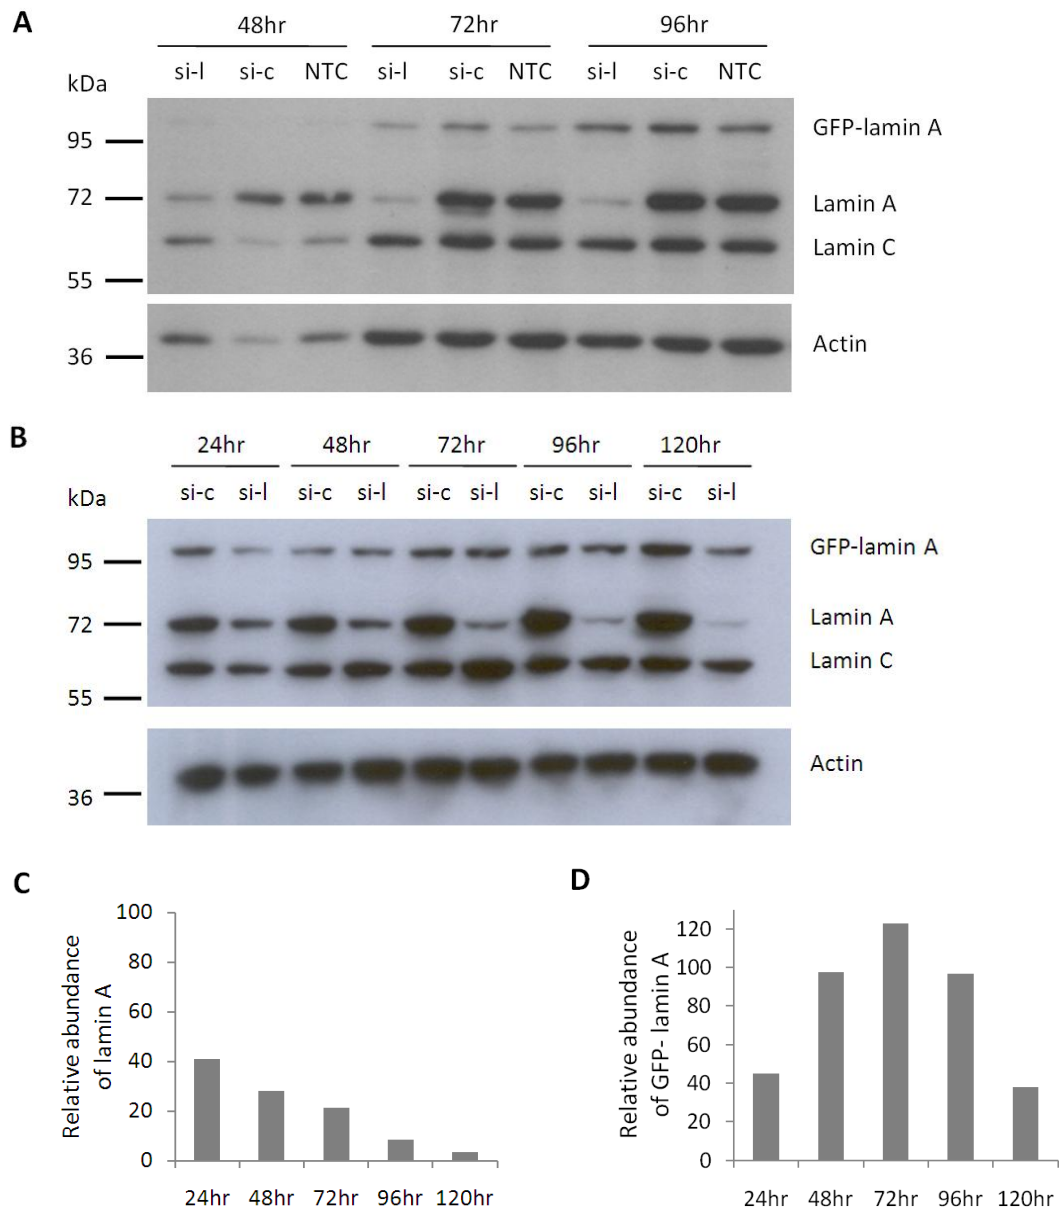 A
48hr 72hr 96hr
si-l si-c NTC si-l si-c NTC si-l si-c NTC
kDa
GFP-lamin A
95
72
Lamin A
Lamin C
55
Actin
36
B
24hr 48hr 72hr 96hr 120hr
si-c si-l si-c si-l si-c si-l si-c si-l si-c si-l
kDa
GFP-lamin A
95
Lamin A
72
Lamin C
55
Actin
36
C
Relative abundance
of lamin A
100
80
60
40
20
0
24hr 48hr 72hr 96hr 120hr
D
Relative abundance
of GFP- lamin A
120
100
80
60
40
20
0
24hr 48hr 72hr 96hr 120hr